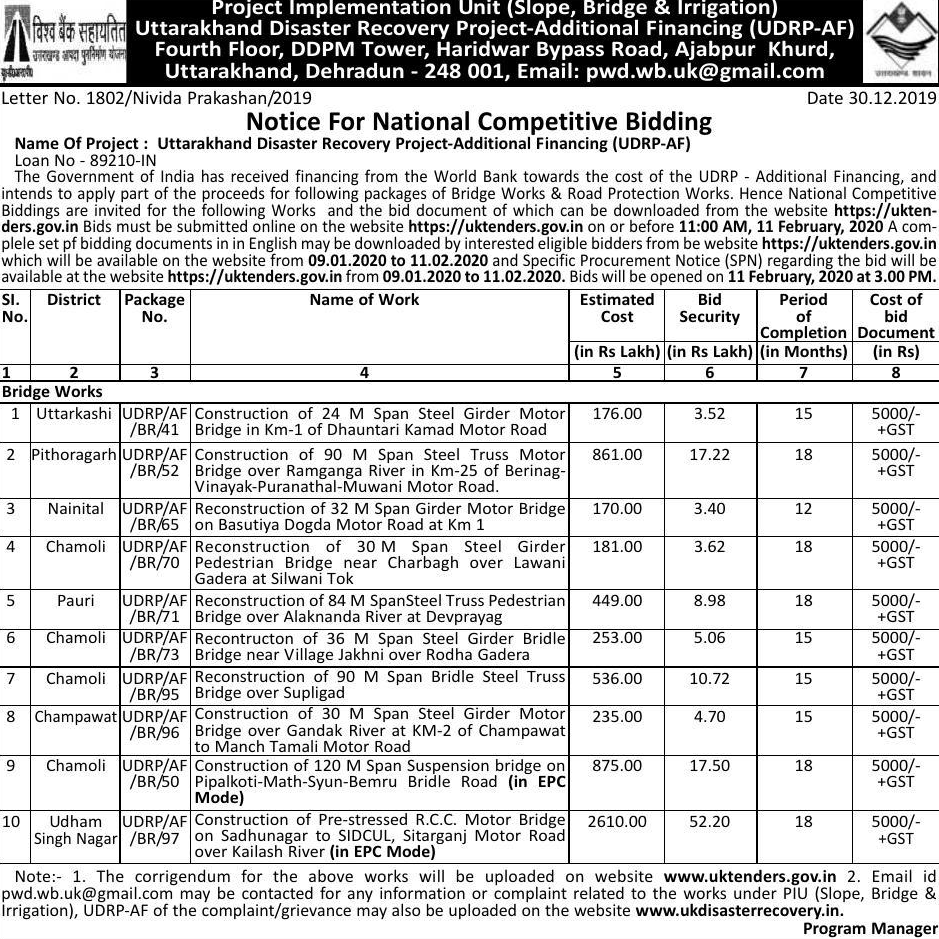 Project Implementation Unit (Slope, Bridge & Irrigation)
विश्व बैंक सहायतित
Uttarakhand Disaster Recovery Project-Additional Financing (UDRP-AF)
उत्तराखण्ड आपदा पुनर्निर्माण योजना
Fourth Floor, DDPM Tower, Haridwar Bypass Road, Ajabpur Khurd,
Uttarakhand, Dehradun - 248 001, Email: pwd.wb.uk@gmail.com
Letter No. 1802/Nivida Prakashan/2019 Date 30.12.2019
Notice For National Competitive Bidding
Name Of Project : Uttarakhand Disaster Recovery Project-Additional Financing (UDRP-AF)
Loan No - 89210-IN
The Government of India has received financing from the World Bank towards the cost of the UDRP - Additional Financing, and
intends to apply part of the proceeds for following packages of Bridge Works & Road Protection Works. Hence National Competitive
Biddings are invited for the following Works and the bid document of which can be downloaded from the website https://ukten-
ders.gov.in Bids must be submitted online on the website https://uktenders.gov.in on or before 11:00 AM, 11 February, 2020 A com-
plele set pf bidding documents in in English may be downloaded by interested eligible bidders from be website https://uktenders.gov.in
which will be available on the website from 09.01.2020 to 11.02.2020 and Specific Procurement Notice (SPN) regarding the bid will be
available at the website https://uktenders.gov.in from 09.01.2020 to 11.02.2020. Bids will be opened on 11 February, 2020 at 3.00 PM.
SI. District Package Name of Work Estimated Bid Period Cost of
No. No. Cost Security of bid
Completion Document
(in Rs Lakh) (in Rs Lakh) (in Months) (in Rs)
1 2 3 4 5 6 7 8
Bridge Works
1 Uttarkashi UDRP/AF Construction of 24 M Span Steel Girder Motor 176.00 3.52 15 5000/-
/BR/41 Bridge in Km-1 of Dhauntari Kamad Motor Road +GST
2 Pithoragarh UDRP/AF Construction of 90 M Span Steel Truss Motor 861.00 17.22 18 5000/-
/BR/52 Bridge over Ramganga River in Km-25 of Berinag- +GST
Vinayak-Puranathal-Muwani Motor Road.
3 Nainital UDRP/AF Reconstruction of 32 M Span Girder Motor Bridge 170.00 3.40 12 5000/-
/BR/65 on Basutiya Dogda Motor Road at Km 1 +GST
4 Chamoli UDRP/AF Reconstruction of 30 M Span Steel Girder 181.00 3.62 18 5000/-
/BR/70 Pedestrian Bridge near Charbagh over Lawani +GST
Gadera at Silwani Tok
5 Pauri UDRP/AF Reconstruction of 84 M SpanSteel Truss Pedestrian 449.00 8.98 18 5000/-
/BR/71 Bridge over Alaknanda River at Devprayag +GST
6 Chamoli UDRP/AF Recontructon of 36 M Span Steel Girder Bridle 253.00 5.06 15 5000/-
/BR/73 Bridge near Village Jakhni over Rodha Gadera +GST
7 Chamoli UDRP/AF Reconstruction of 90 M Span Bridle Steel Truss 536.00 10.72 15 5000/-
/BR/95 Bridge over Supligad +GST
8 Champawat UDRP/AF Construction of 30 M Span Steel Girder Motor 235.00 4.70 15 5000/-
/BR/96 Bridge over Gandak River at KM-2 of Champawat +GST
to Manch Tamali Motor Road
9 Chamoli UDRP/AF Construction of 120 M Span Suspension bridge on 875.00 17.50 18 5000/-
/BR/50 Pipalkoti-Math-Syun-Bemru Bridle Road (in EPC +GST
Mode)
10 Udham UDRP/AF Construction of Pre-stressed R.C.C. Motor Bridge 2610.00 52.20 18 5000/-
Singh Nagar /BR/97 on Sadhunagar to SIDCUL, Sitarganj Motor Road +GST
over Kailash River (in EPC Mode)
Note:- 1. The corrigendum for the above works will be uploaded on website www.uktenders.gov.in 2. Email id
pwd.wb.uk@gmail.com may be contacted for any information or complaint related to the works under PIU (Slope, Bridge &
Irrigation), UDRP-AF of the complaint/grievance may also be uploaded on the website www.ukdisasterrecovery.in.
Program Manager